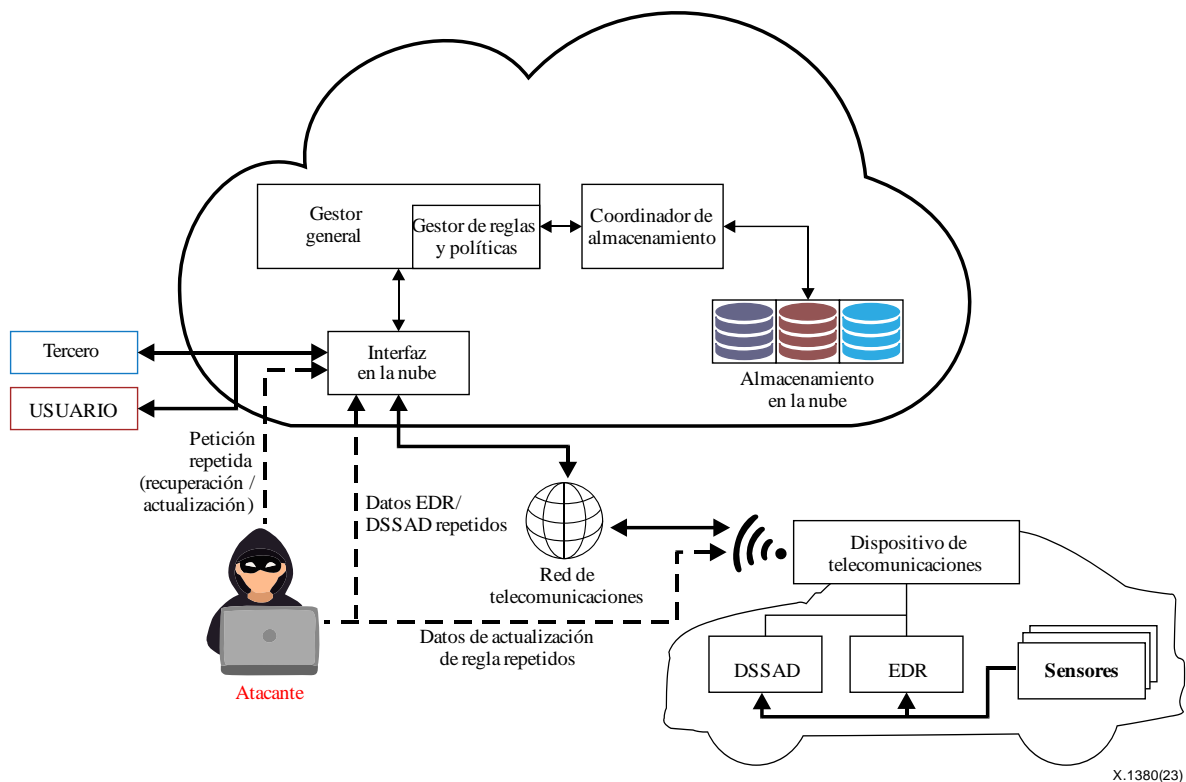 Gestor
general
Gestor de reglas
y políticas
Coordinador de
almacenamiento
Tercero
Interfaz
en la nube
Almacenamiento
en la nube
USUARIO
Petición
repetida
(recuperación /
actualización)
Datos EDR/
DSSAD repetidos
Red de
telecomunicaciones
Dispositivo de
telecomunicaciones
Datos de actualización
de regla repetidos
Atacante
DSSAD
EDR
Sensores
X.1380(23)